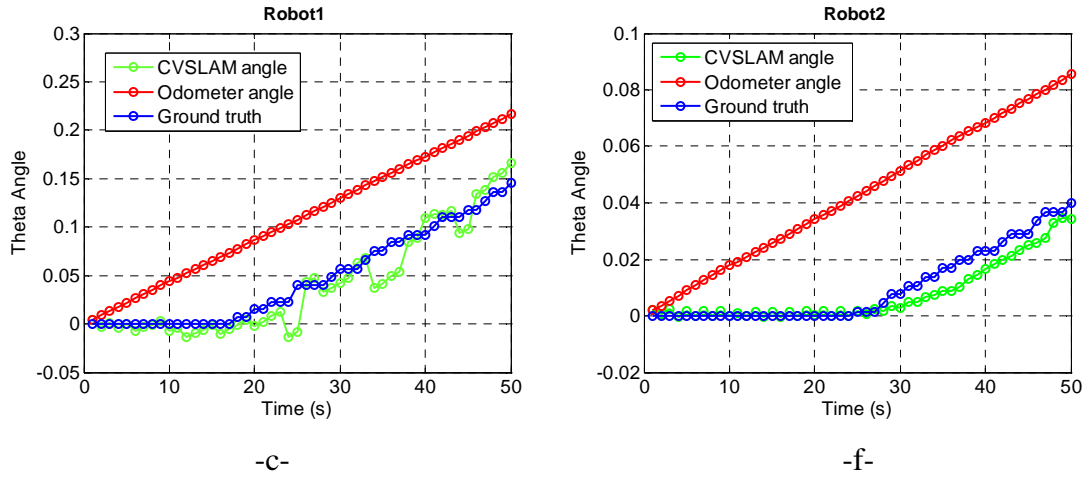 Robot1
0.3
0.25
0.2
0.15
0.1
0.05
0
-0.05
Theta Angle
CVSLAM angle
Odometer angle
Ground truth
0 10 20 30 40 50
Time (s)
-c-
Robot2
0.1
0.08
0.06
0.04
0.02
0
-0.02
Theta Angle
CVSLAM angle
Odometer angle
Ground truth
0 10 20 30 40 50
Time (s)
-f-